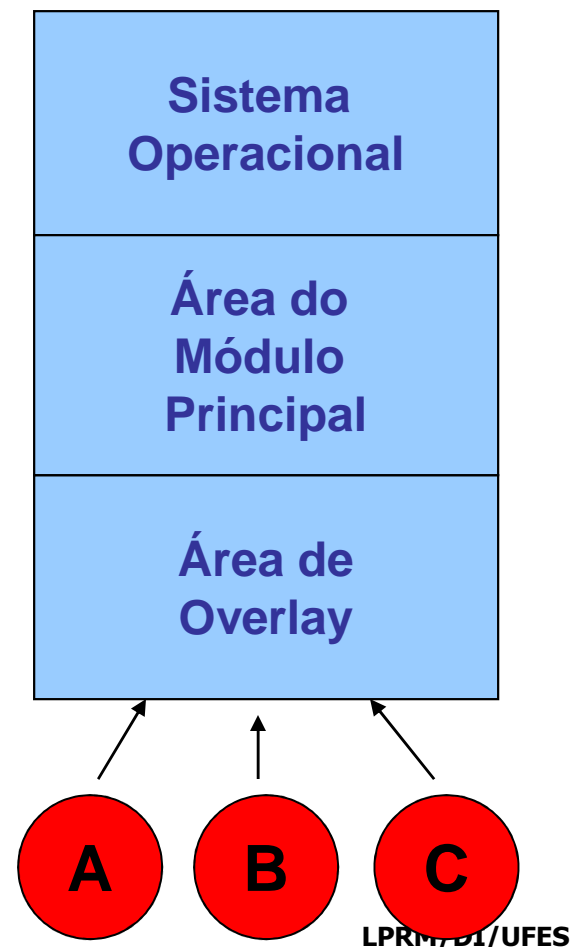 Sistema
Operacional
Área do
Módulo
Principal
Área de
Overlay
A B C
LPRM/DI/UFES